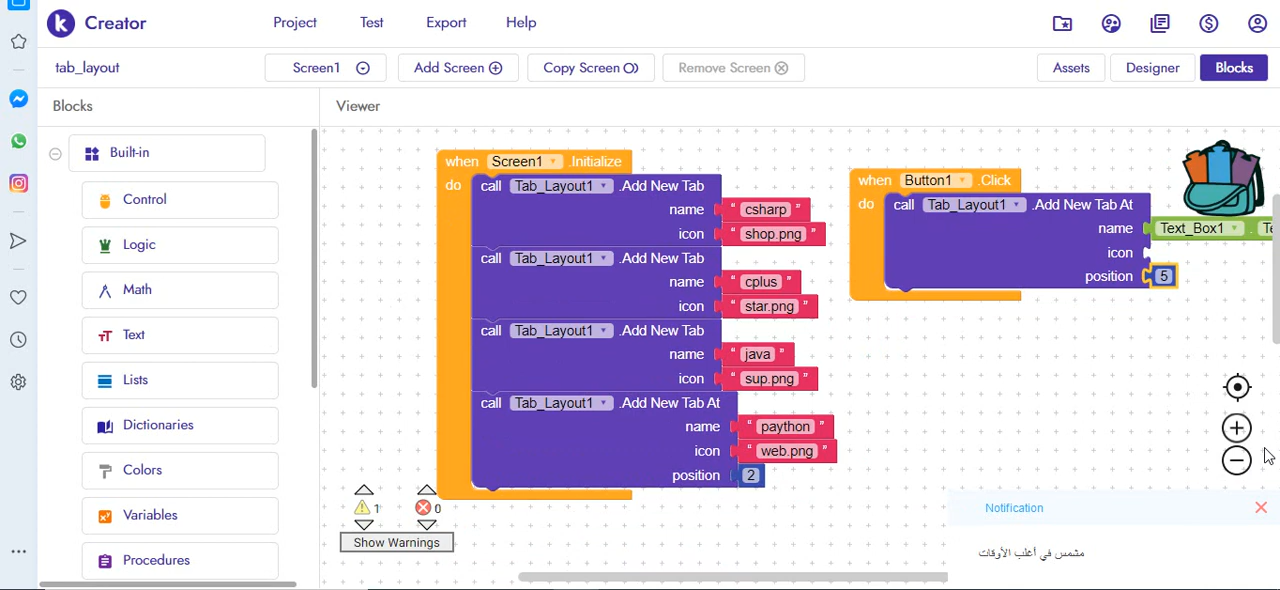 Creator
Project
Test
Export
Help
tab_layout
Screen1
Add Screen
Copy Screen
Remove Screen
Assets
Designer
Blocks
Blocks
Viewer
Built-in
Control
Logic
Math
Text
Lists
Dictionaries
Colors
Variables
Procedures
when Screen1 .Initialize
do call Tab_Layout1 .Add New Tab
name “ csharp ”
icon “ shop.png ”
call Tab_Layout1 .Add New Tab
name “ cplus ”
icon “ star.png ”
call Tab_Layout1 .Add New Tab
name “ java ”
icon “ sup.png ”
call Tab_Layout1 .Add New Tab At
name “ paython ”
icon “ web.png ”
position 2
when Button1 .Click
do call Tab_Layout1 .Add New Tab At
name Text_Box1 . Te
icon
position 5
1 0
Show Warnings
Notification
مشمس في أغلب الأوقات